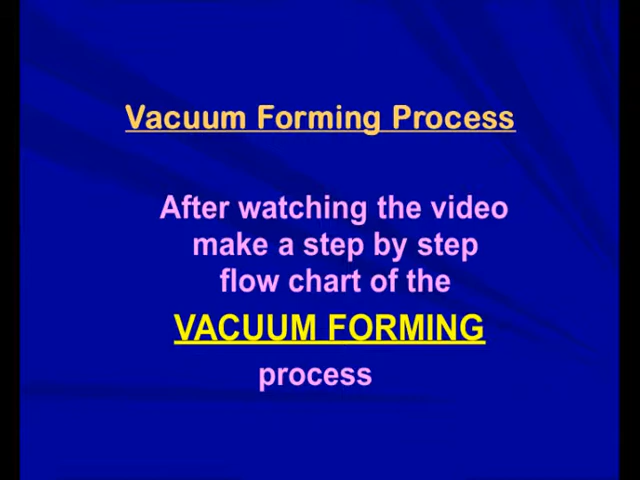 Vacuum Forming Process
After watching the video
make a step by step
flow chart of the
VACUUM FORMING
process